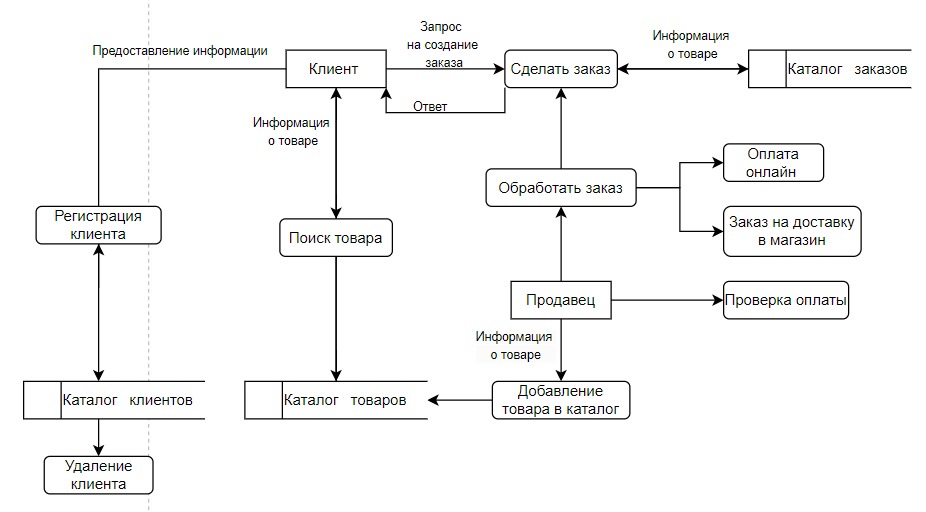 Предоставление информации
Клиент
Запрос
на создание
заказа
Ответ
Сделать заказ
Информация
о товаре
Каталог заказов
Информация
о товаре
Оплата
онлайн
Обработать заказ
Заказ на доставку
в магазин
Регистрация
клиента
Поиск товара
Продавец
Проверка оплаты
Информация
о товаре
Каталог клиентов
Каталог товаров
Добавление
товара в каталог
Удаление
клиента